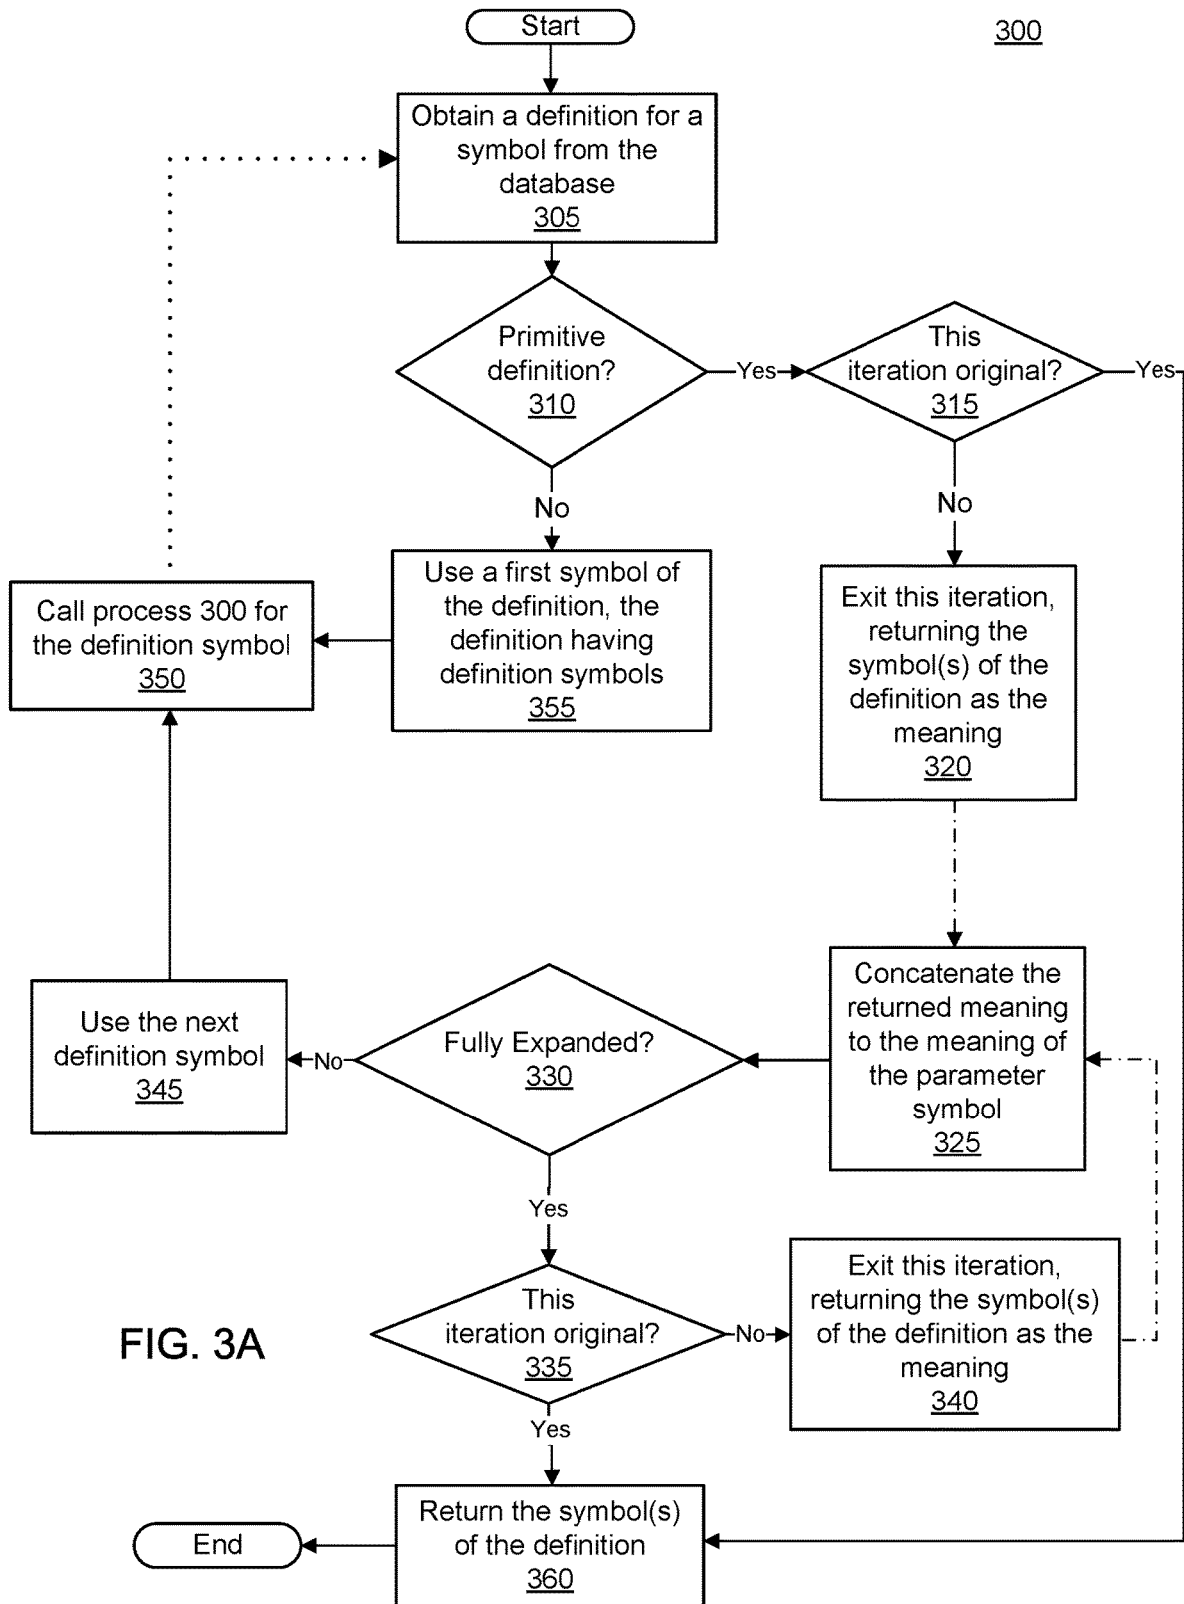 Start
300
Obtain a definition for a
symbol from the
database
305
Primitive
definition?
310
Yes
This
iteration original?
315
Yes
No
No
Use a first symbol of
the definition, the
definition having
definition symbols
355
Call process 300 for
the definition symbol
350
Exit this iteration,
returning the
symbol(s) of the
definition as the
meaning
320
Concatenate the
returned meaning
to the meaning of
the parameter
symbol
325
Fully Expanded?
330
No
Use the next
definition symbol
345
Yes
This
iteration original?
335
No
Exit this iteration,
returning the symbol(s)
of the definition as the
meaning
340
FIG. 3A
Yes
Return the symbol(s)
of the definition
360
End